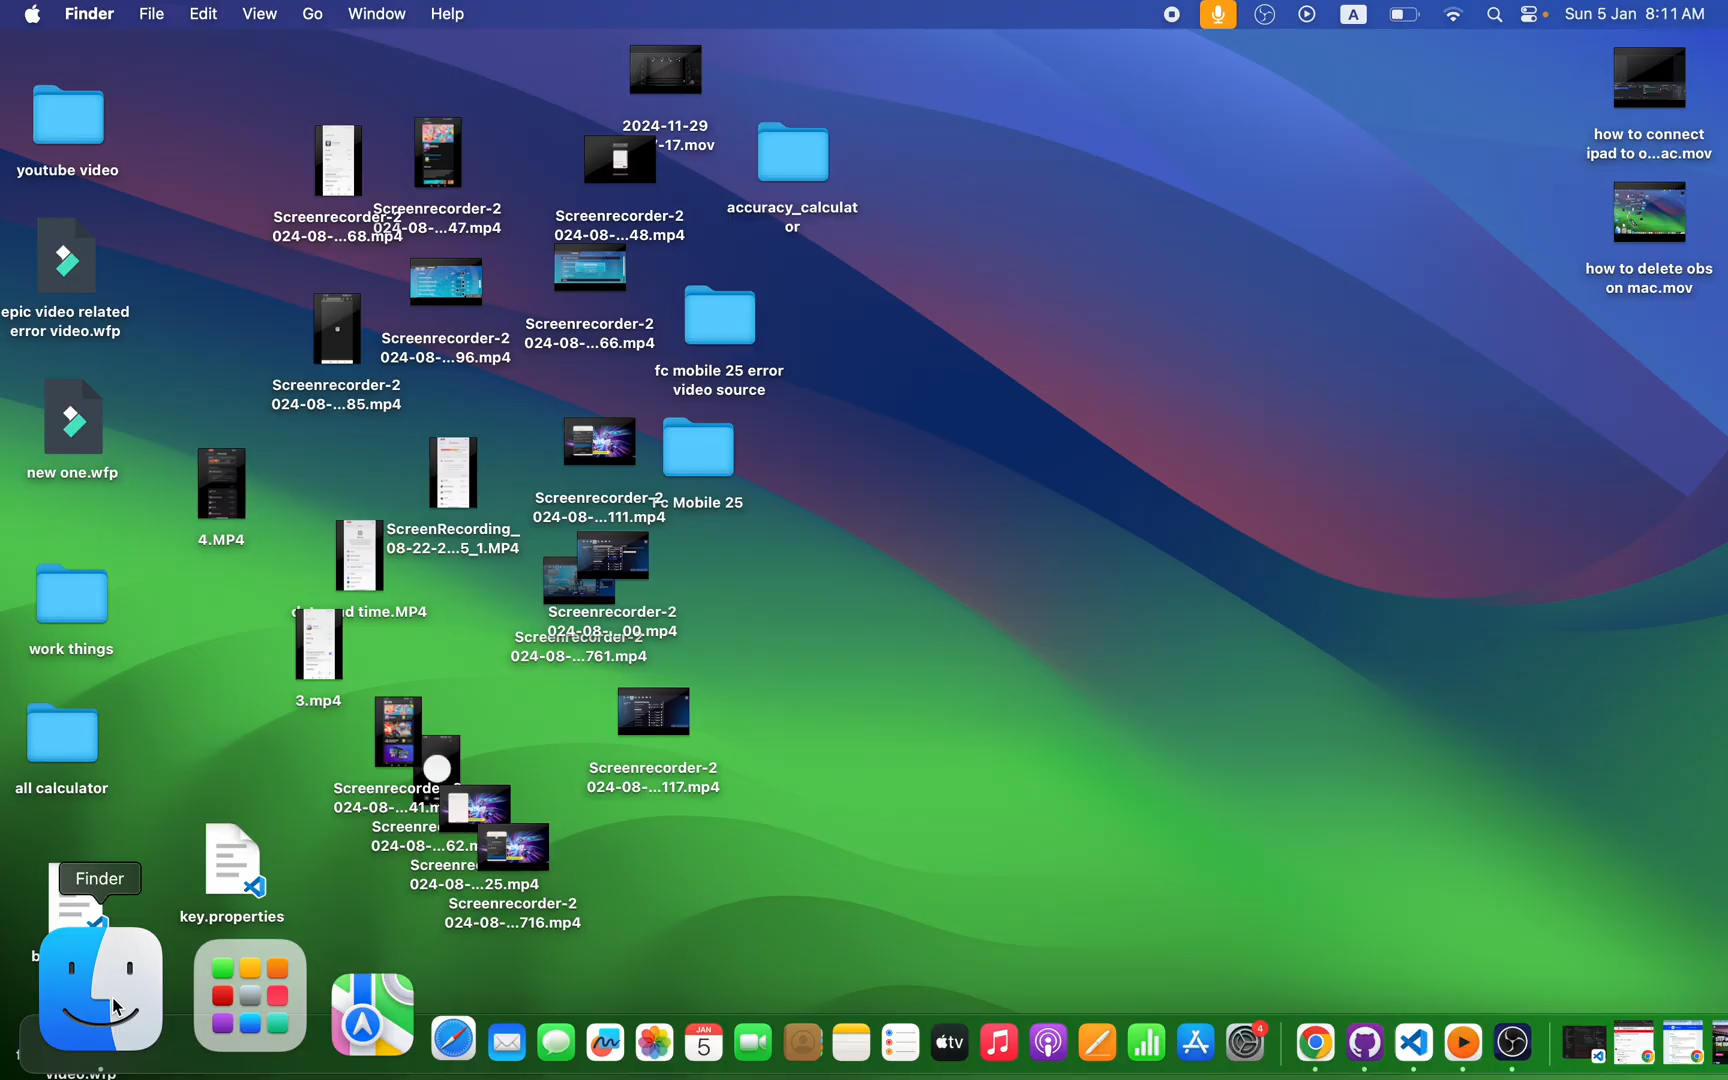 Finder File Edit View Go Window Help
A Sun 5 Jan 8:11 AM
youtube video
epic video related
error video.wfp
new one.wfp
work things
all calculator
key.properties
Finder
4.MP4
Screenrecorder-2
024-08-...68.mp4
Screenrecorder-2
024-08-...47.mp4
2024-11-29
-17.mov
Screenrecorder-2
024-08-...48.mp4
accuracy_calculat
or
Screenrecorder-2
024-08-...85.mp4
Screenrecorder-2
024-08-...96.mp4
Screenrecorder-2
024-08-...66.mp4
fc mobile 25 error
video source
ScreenRecording_
08-22-2...5_1.MP4
Screenrecorder-2
024-08-...111.mp4
Fc Mobile 25
d time.MP4
3.mp4
Screenrecorder-2
024-08-...00.mp4
Screenrecorder-2
024-08-...761.mp4
Screenrecorder-2
024-08-...117.mp4
Screenrecorde
024-08-...41.m
Screenre
024-08-...62.m
Screenre
024-08-...25.mp4
Screenrecorder-2
024-08-...716.mp4
how to connect
ipad to o...ac.mov
how to delete obs
on mac.mov
JAN
5
tv
4
video.wfp